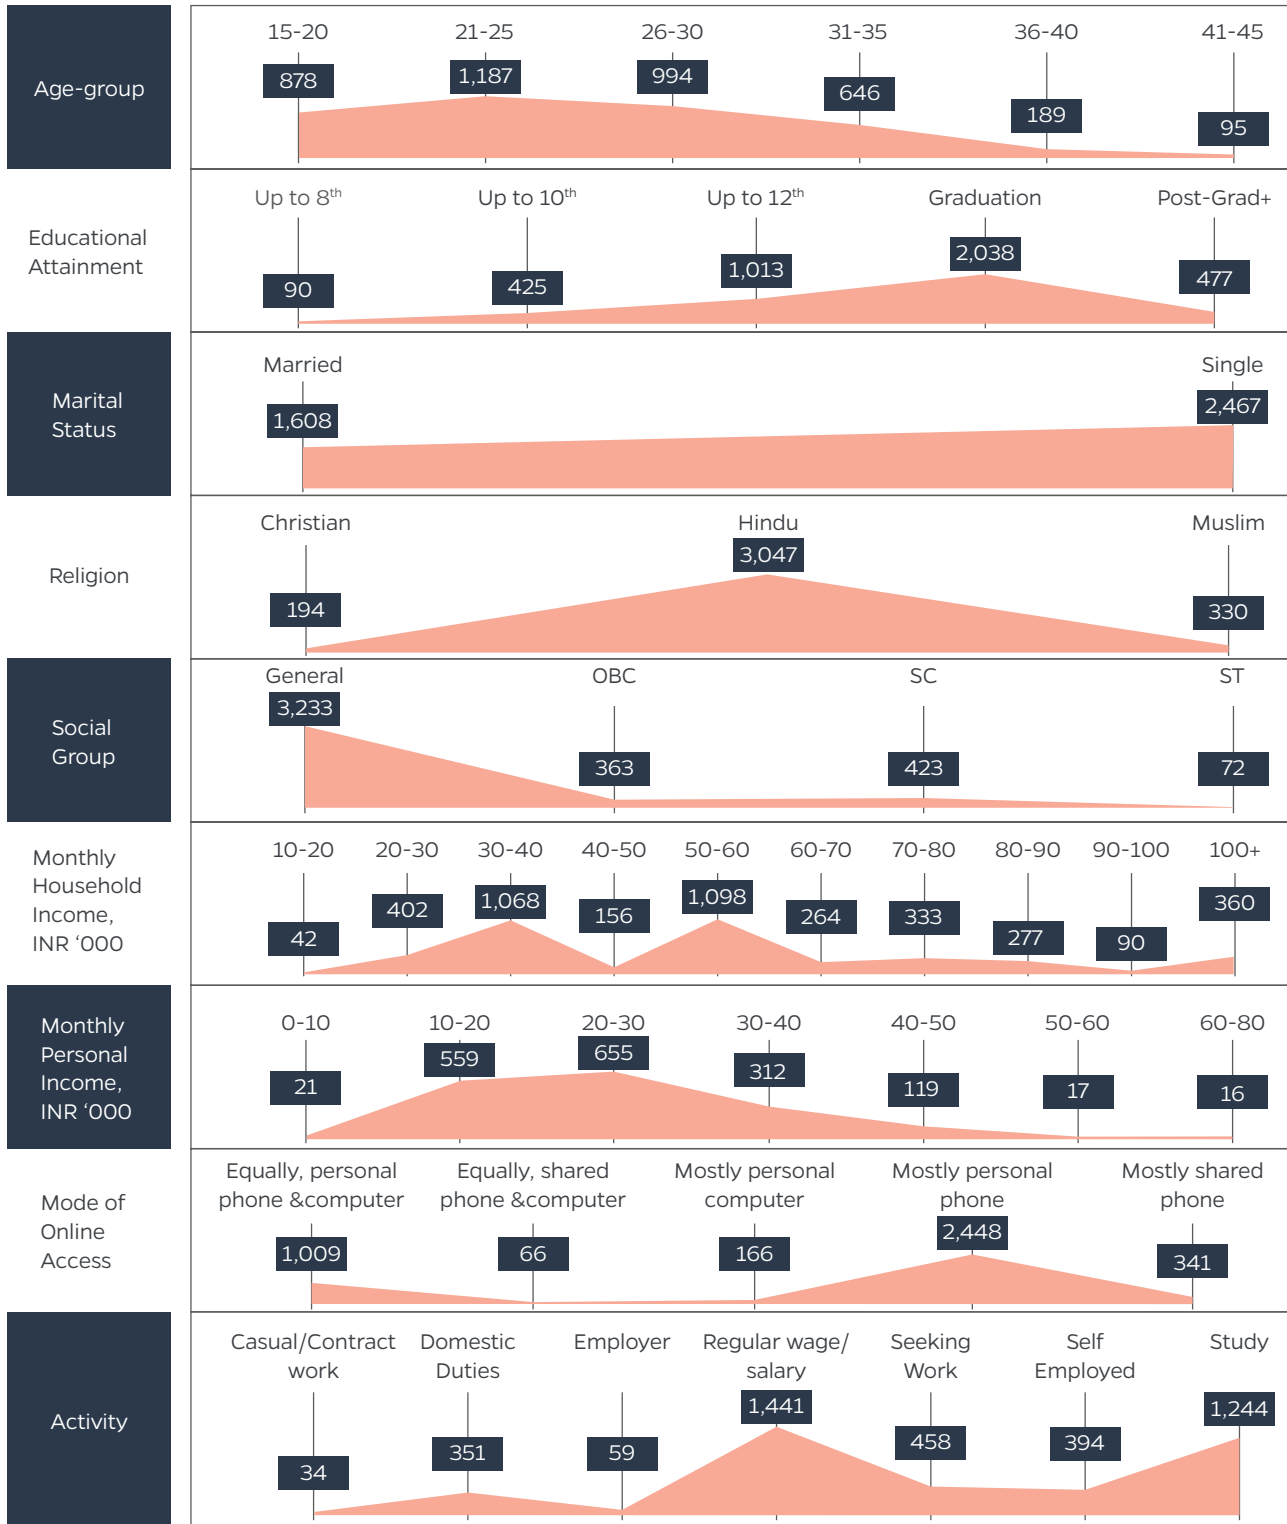 Age-group
15-20 21-25 26-30 31-35 36-40 41-45
878 1,187 994 646 189 95
Educational
Attainment
Up to 8th Up to 10th Up to 12th Graduation Post-Grad+
90 425 1,013 2,038 477
Marital
Status
Married Single
1,608 2,467
Religion
Christian Hindu Muslim
194 3,047 330
Social
Group
General OBC SC ST
3,233 363 423 72
Monthly
Household
Income,
INR ‘000
10-20 20-30 30-40 40-50 50-60 60-70 70-80 80-90 90-100 100+
42 402 1,068 156 1,098 264 333 277 90 360
Monthly
Personal
Income,
INR ‘000
0-10 10-20 20-30 30-40 40-50 50-60 60-80
21 559 655 312 119 17 16
Mode of
Online
Access
Equally, personal Equally, shared Mostly personal Mostly personal Mostly shared
phone &computer phone &computer computer phone phone
1,009 66 166 2,448 341
Activity
Casual/Contract Domestic Employer Regular wage/ Seeking Self Study
work Duties salary Work Employed
34 351 59 1,441 458 394 1,244